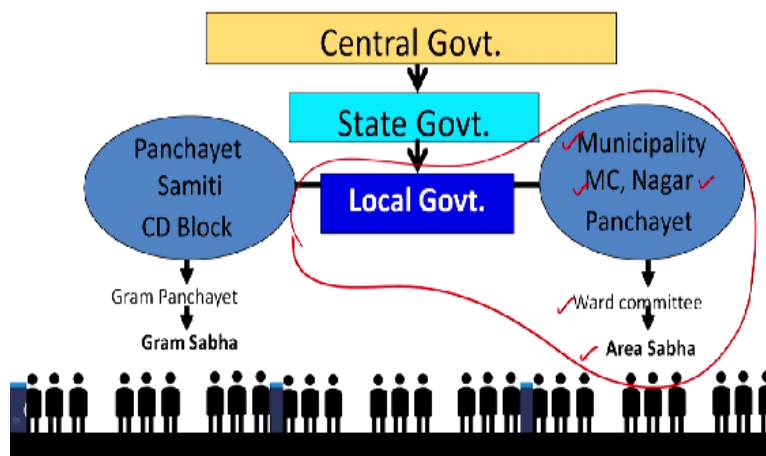 Central Govt.
State Govt.
Local Govt.
Panchayet
Samiti
CD Block
Gram Panchayet
Gram Sabha
Municipality
MC, Nagar
Panchayet
Ward committee
Area Sabha